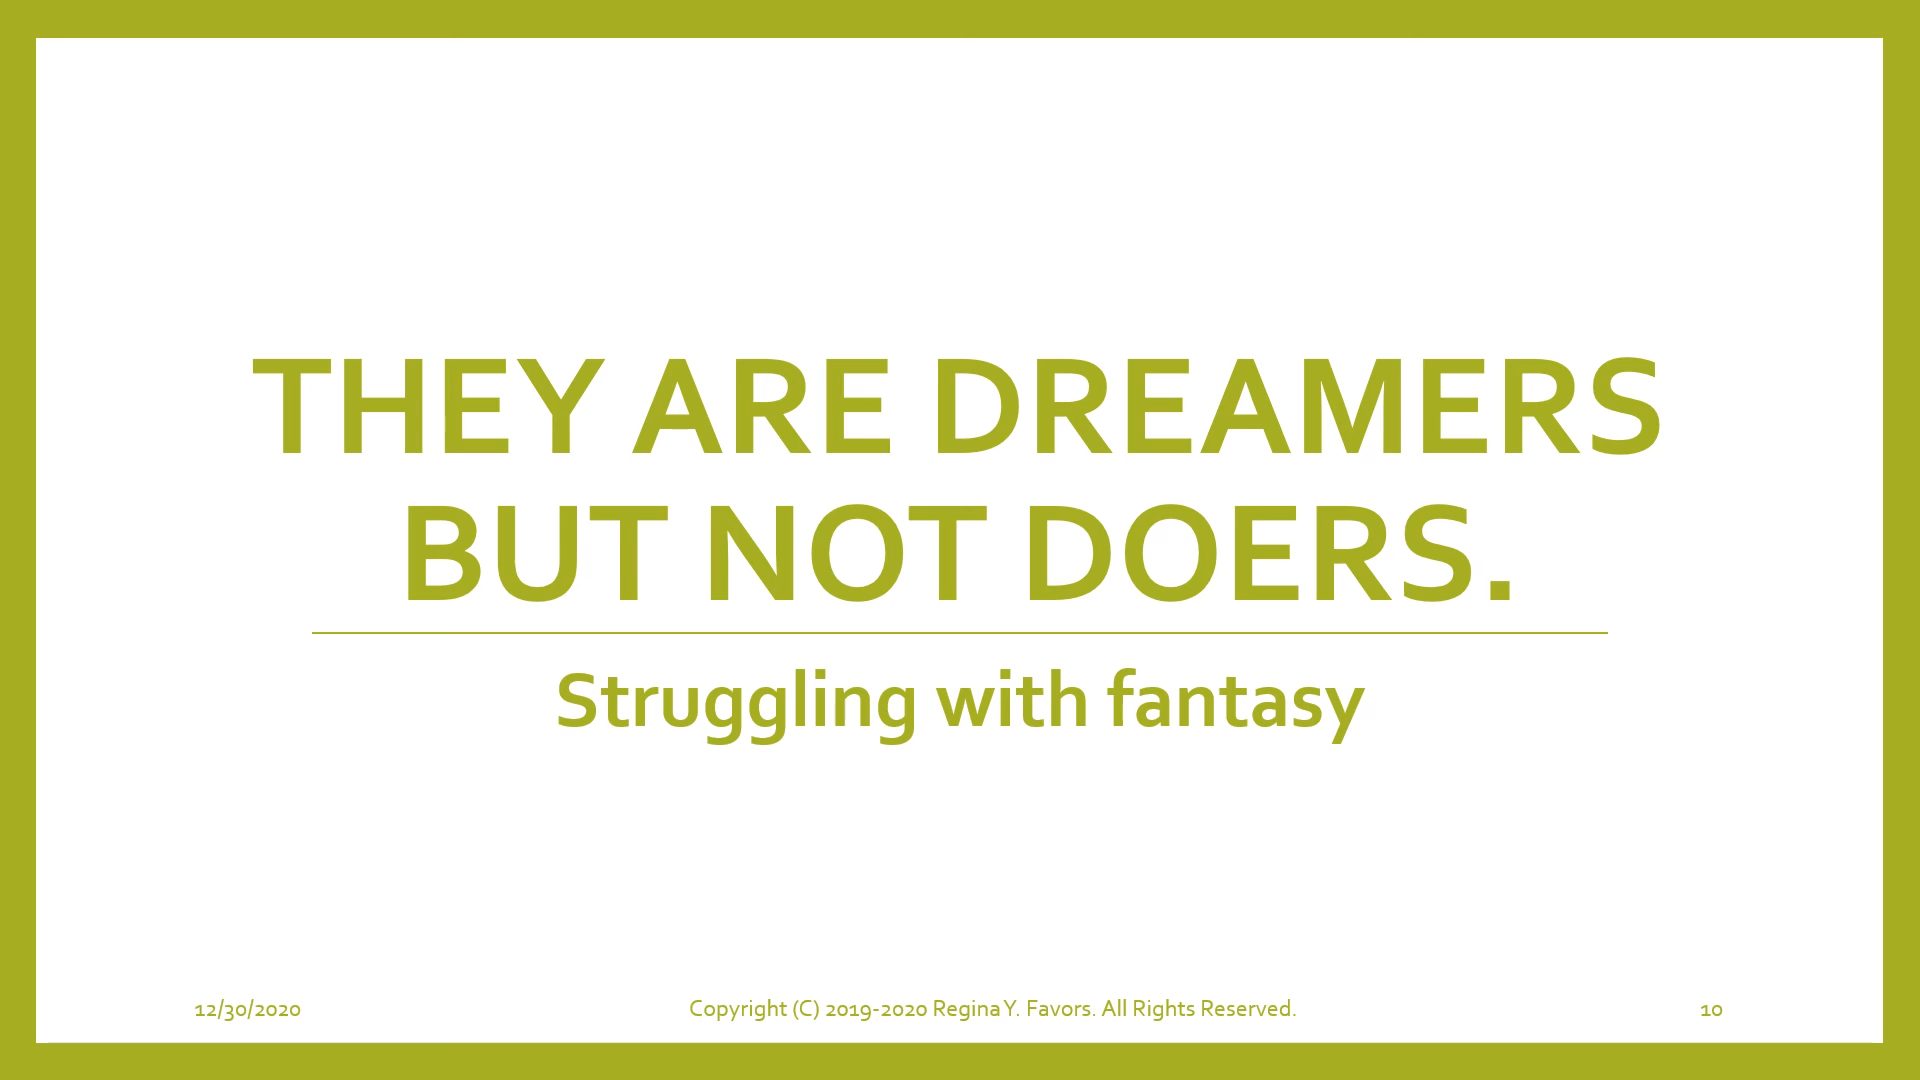 THEY ARE DREAMERS
BUT NOT DOERS.
Struggling with fantasy
12/30/2020
Copyright (C) 2019-2020 Regina Y. Favors. All Rights Reserved.
10